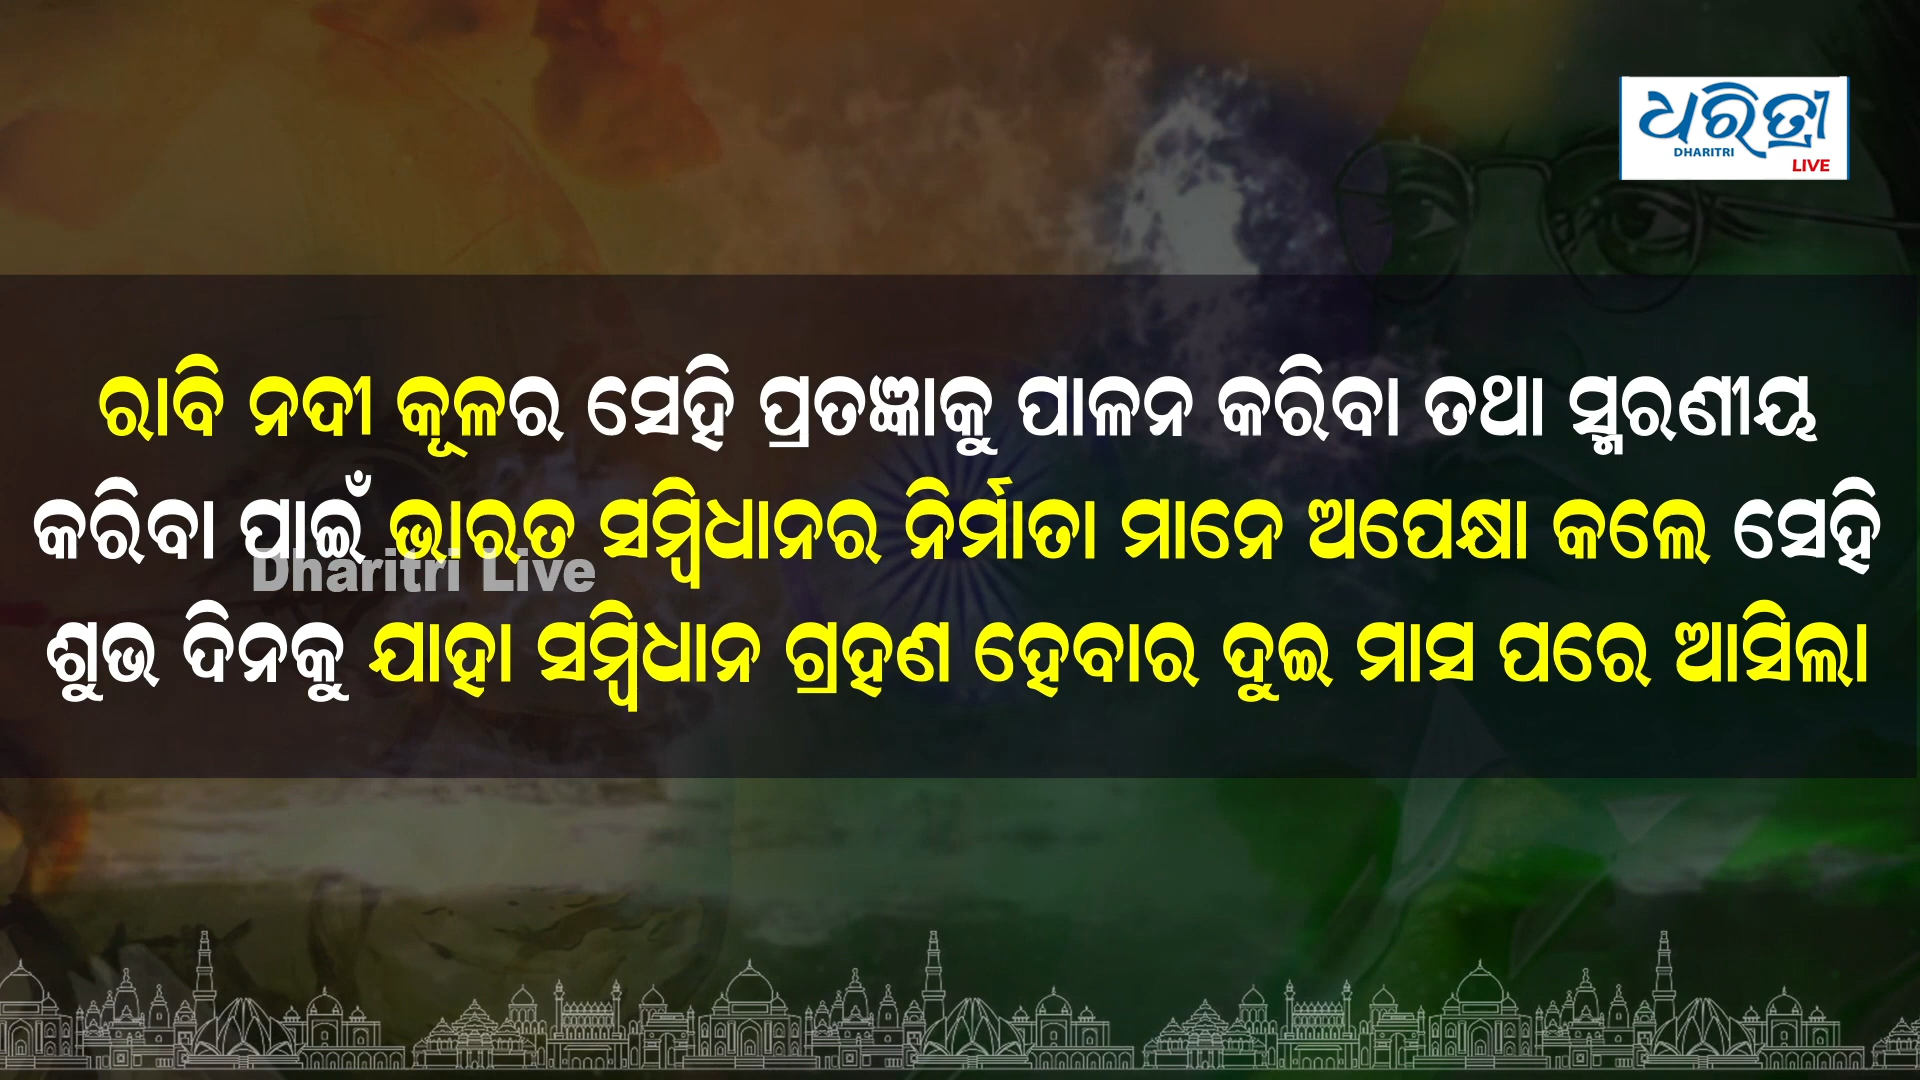 ଧରିତ୍ରୀ
DHARITRI
LIVE
ରାବି ନଦୀ କୂଳର ସେହି ପ୍ରତଜ୍ଞାକୁ ପାଳନ କରିବା ତଥା ସ୍ମରଣୀୟ
କରିବା ପାଇଁ ଭାରତ ସମ୍ବିଧାନର ନିର୍ମାତା ମାନେ ଅପେକ୍ଷା କଲେ ସେହି
Dharitri Live
ଶୁଭ ଦିନକୁ ଯାହା ସମ୍ବିଧାନ ଗ୍ରହଣ ହେବାର ଦୁଇ ମାସ ପରେ ଆସିଲା